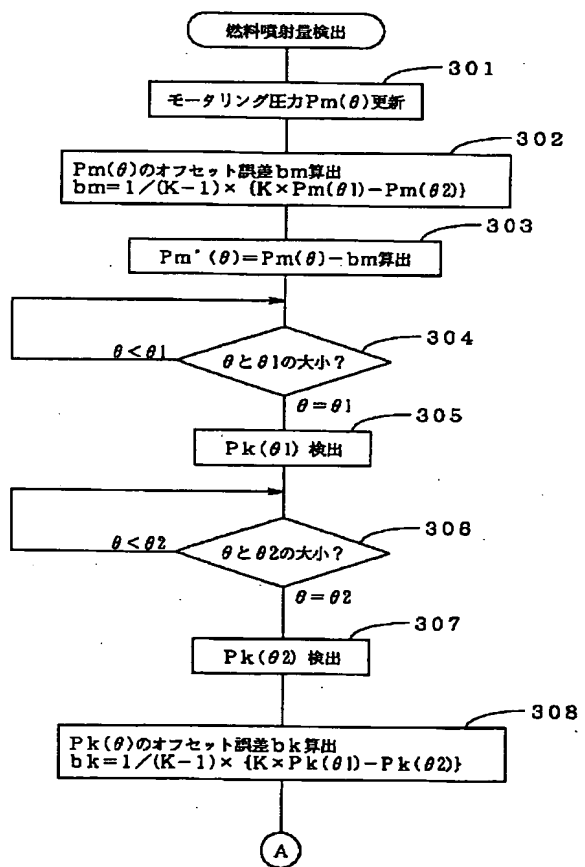 燃料噴射量検出
301
モータリング圧力Pm(θ)更新
302
Pm(θ)のオフセット誤差bm算出
bm=1/(K-1)×{K×Pm(θ1)-Pm(θ2)}
303
Pm*(θ)=Pm(θ)-bm算出
304
θとθ1の大小?
θ<θ1
θ=θ1
305
Pk(θ1)検出
306
θとθ2の大小?
θ<θ2
θ=θ2
307
Pk(θ2)検出
308
Pk(θ)のオフセット誤差bk算出
bk=1/(K-1)×{K×Pk(θ1)-Pk(θ2)}
A